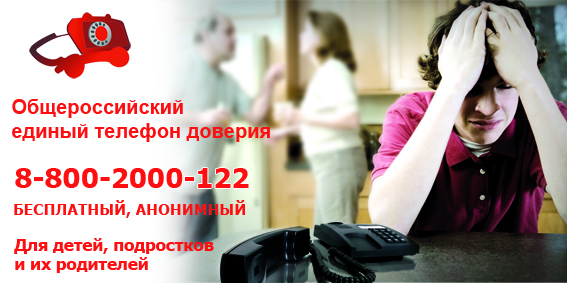 Общероссийский
единый телефон доверия
8-800-2000-122
БЕСПЛАТНЫЙ, АНОНИМНЫЙ
Для детей, подростков
и их родителей